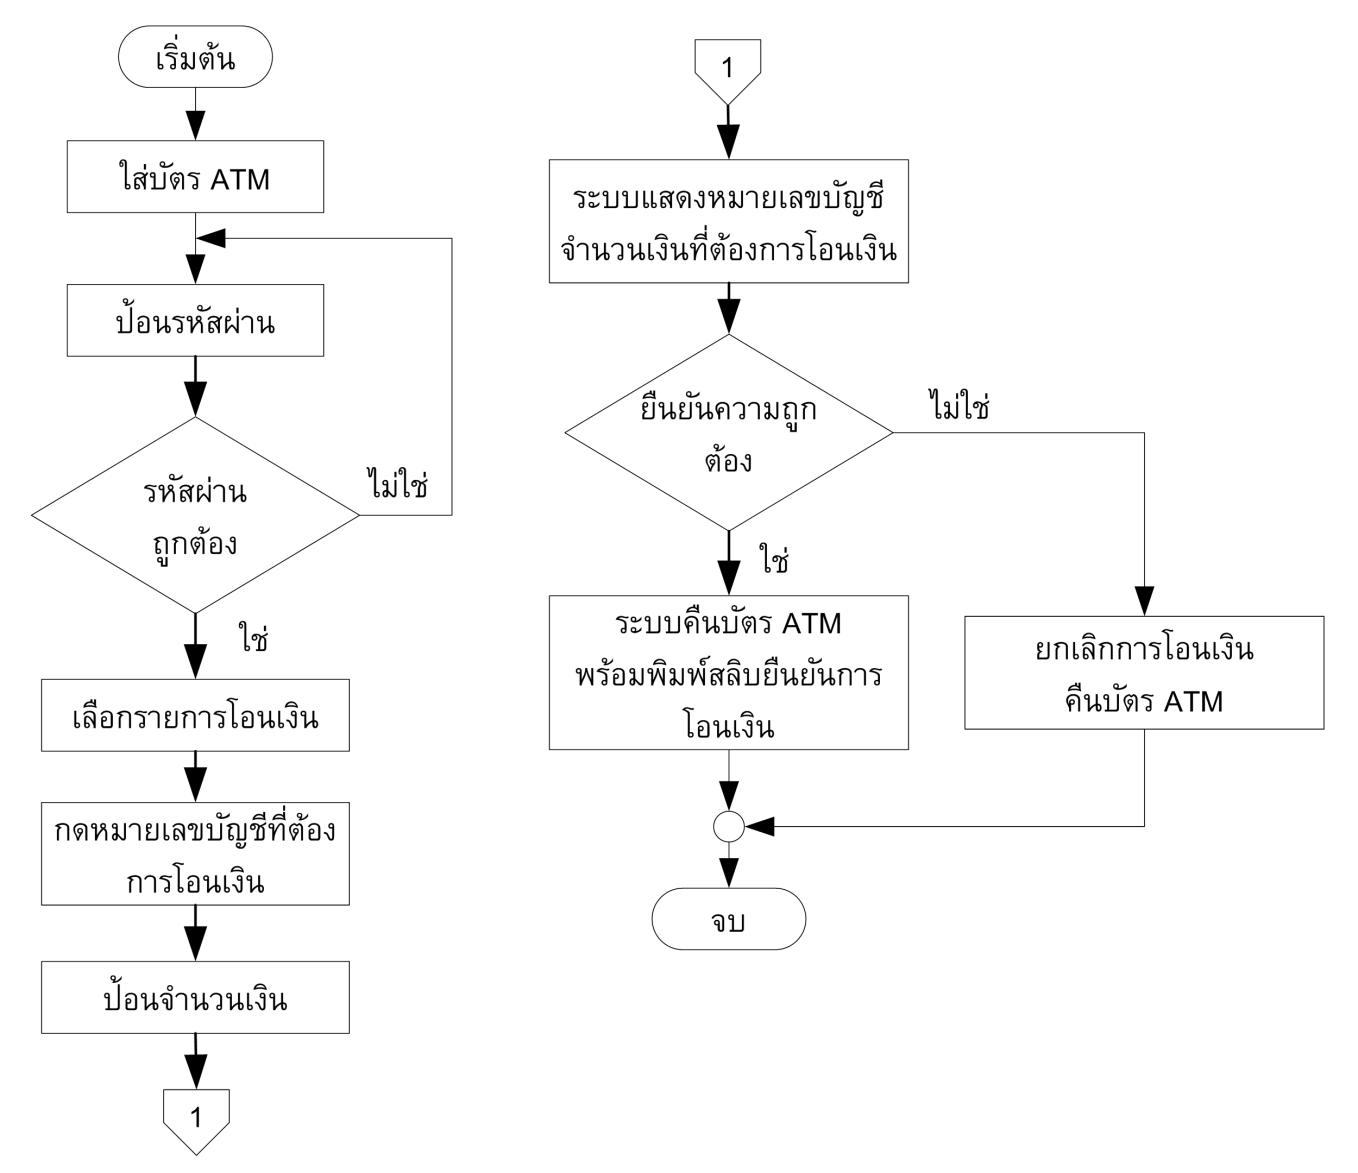 เริ่มต้น
ใส่บัตร ATM
ป้อนรหัสผ่าน
รหัสผ่าน
ถูกต้อง
ไม่ใช่
ใช่
เลือกรายการโอนเงิน
กดหมายเลขบัญชีที่ต้อง
การโอนเงิน
ป้อนจำนวนเงิน
1
1
ระบบแสดงหมายเลขบัญชี
จำนวนเงินที่ต้องการโอนเงิน
ยืนยันความถูก
ต้อง
ไม่ใช่
ใช่
ระบบคืนบัตร ATM
พร้อมพิมพ์สลิบยืนยันการ
โอนเงิน
ยกเลิกการโอนเงิน
คืนบัตร ATM
จบ